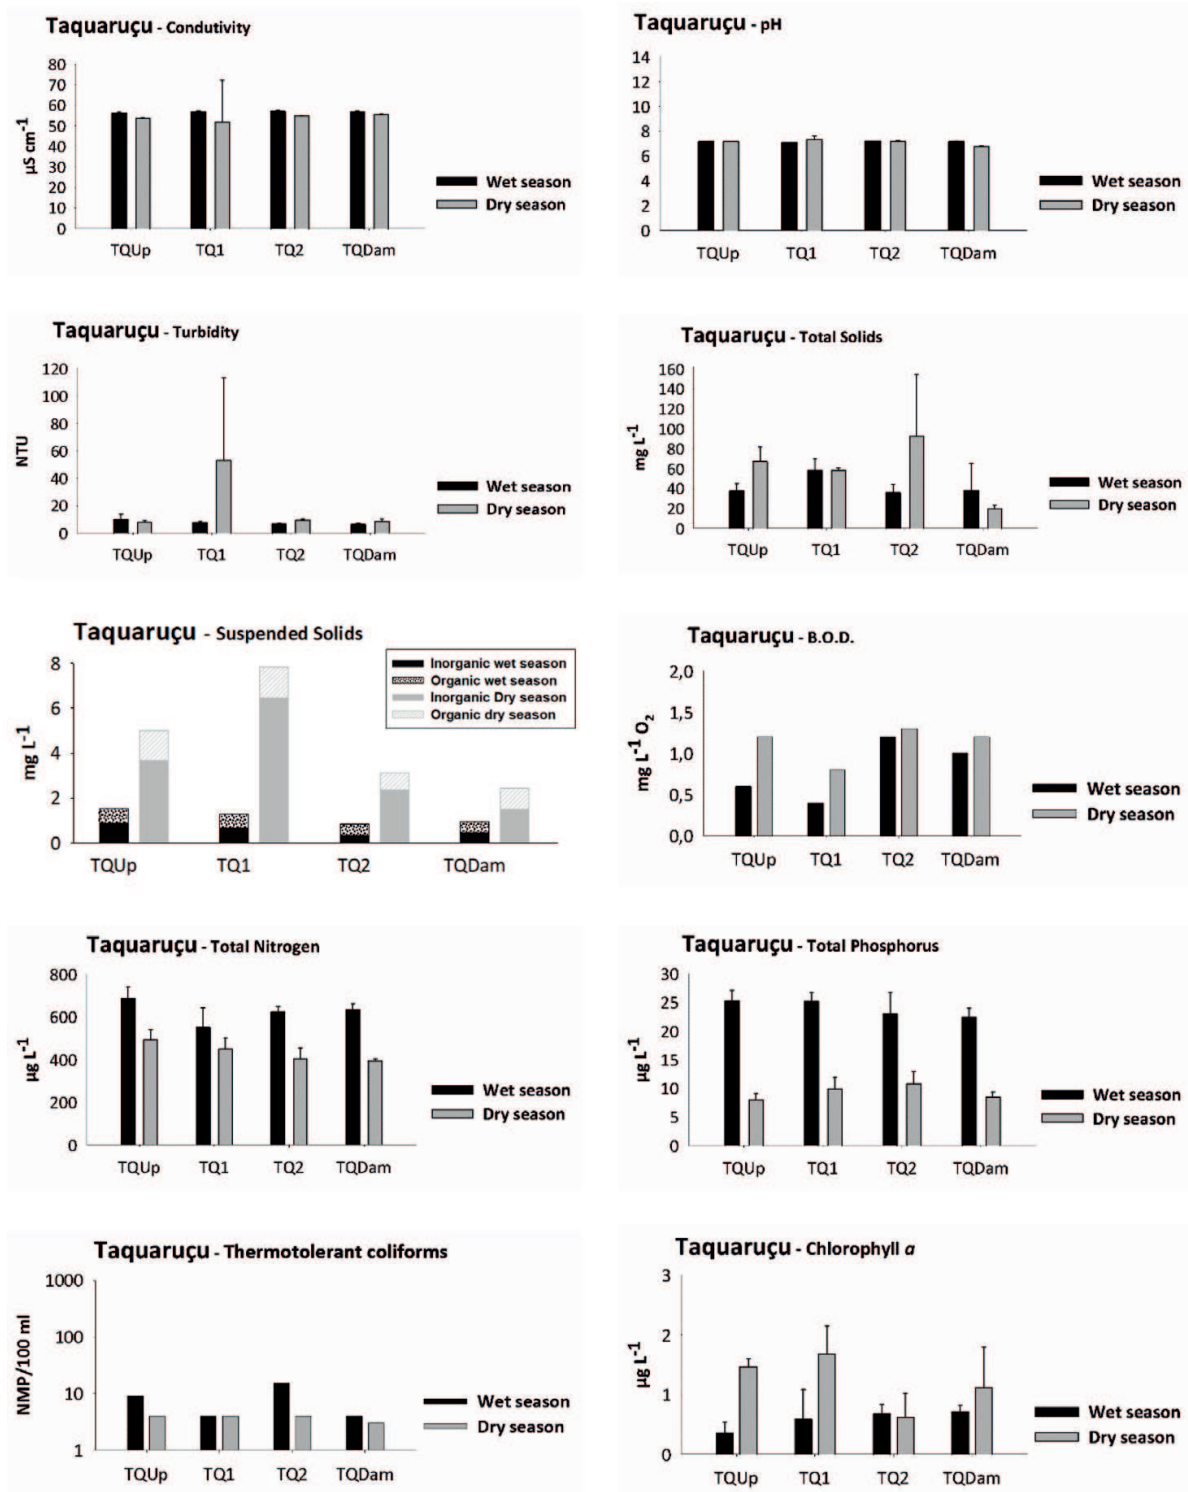 Taquaruçu - Condutivity
80
70
60
50
40
30
20
10
0
µS cm-1
TQUp TQ1 TQ2 TQDam
Wet season
Dry season
Taquaruçu - pH
14
12
10
8
6
4
2
0
TQUp TQ1 TQ2 TQDam
Wet season
Dry season
Taquaruçu - Turbidity
120
100
80
60
40
20
0
NTU
TQUp TQ1 TQ2 TQDam
Wet season
Dry season
Taquaruçu - Total Solids
160
140
120
100
80
60
40
20
0
mg L-1
TQUp TQ1 TQ2 TQDam
Wet season
Dry season
Taquaruçu - Suspended Solids
8
6
4
2
0
mg L-1
TQUp TQ1 TQ2 TQDam
Inorganic wet season
Organic wet season
Inorganic Dry season
Organic dry season
Taquaruçu - B.O.D.
2,0
1,5
1,0
0,5
0,0
mg L-1 O2
TQUp TQ1 TQ2 TQDam
Wet season
Dry season
Taquaruçu - Total Nitrogen
800
600
400
200
0
µg L-1
TQUp TQ1 TQ2 TQDam
Wet season
Dry season
Taquaruçu - Total Phosphorus
30
25
20
15
10
5
0
µg L-1
TQUp TQ1 TQ2 TQDam
Wet season
Dry season
Taquaruçu - Thermotolerant coliforms
1000
100
10
1
NMP/100 ml
TQUp TQ1 TQ2 TQDam
Wet season
Dry season
Taquaruçu - Chlorophyll a
3
2
1
0
µg L-1
TQUp TQ1 TQ2 TQDam
Wet season
Dry season